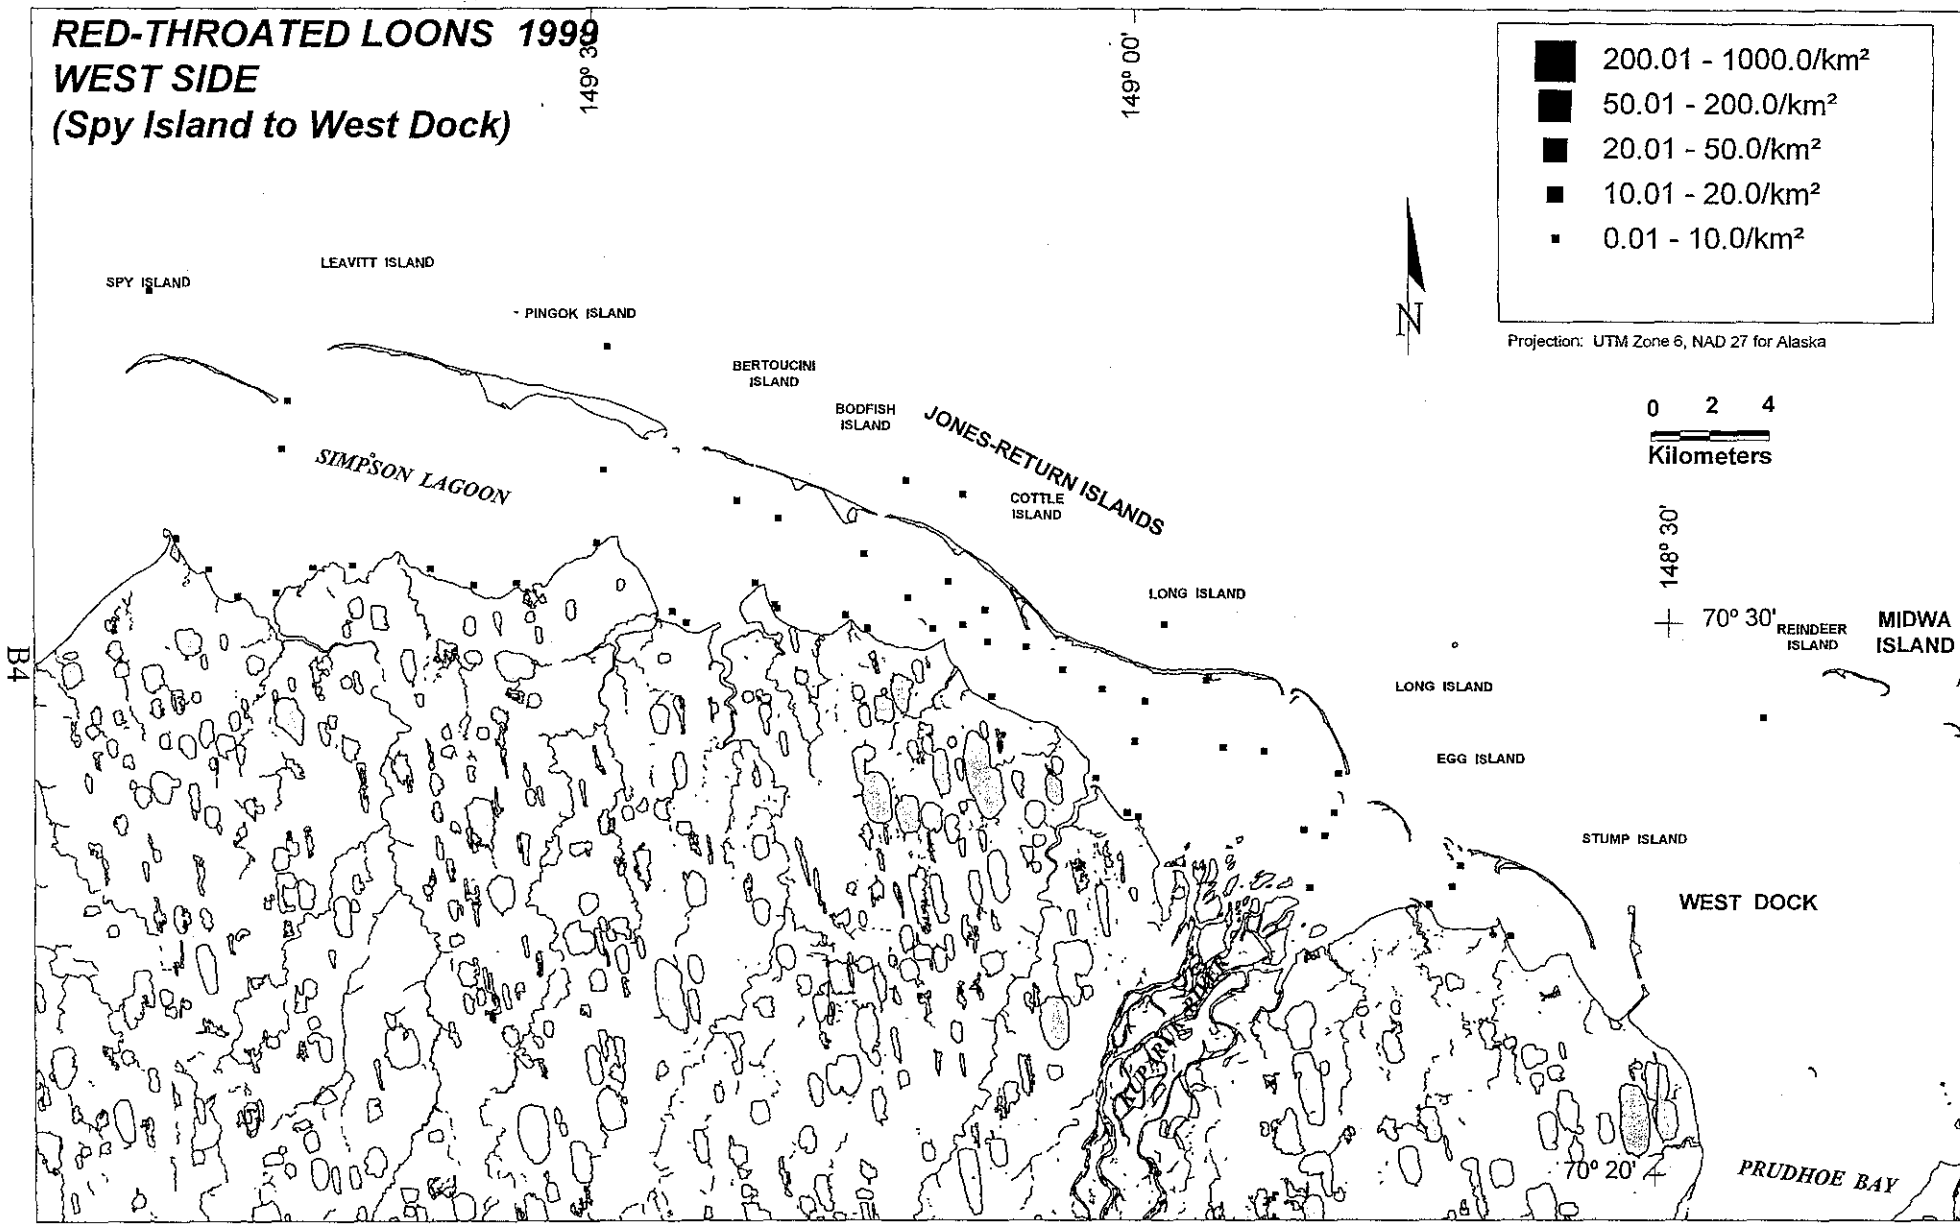 RED-THROATED LOONS 1999
WEST SIDE
(Spy Island to West Dock)
149° 30'
149° 00'
200.01 - 1000.0/km²
50.01 - 200.0/km²
20.01 - 50.0/km²
10.01 - 20.0/km²
0.01 - 10.0/km²
Projection: UTM Zone 6, NAD 27 for Alaska
N
0 2 4
Kilometers
SPY ISLAND
LEAVITT ISLAND
PINGOK ISLAND
BERTOUCINI
ISLAND
BODFISH
ISLAND
JONES-RETURN ISLANDS
COTTLE
ISLAND
SIMPSON LAGOON
LONG ISLAND
148° 30'
70° 30'
REINDEER
ISLAND
MIDWA
ISLAND
LONG ISLAND
EGG ISLAND
STUMP ISLAND
WEST DOCK
KUPARUK RIVER
70° 20'
PRUDHOE BAY
B4